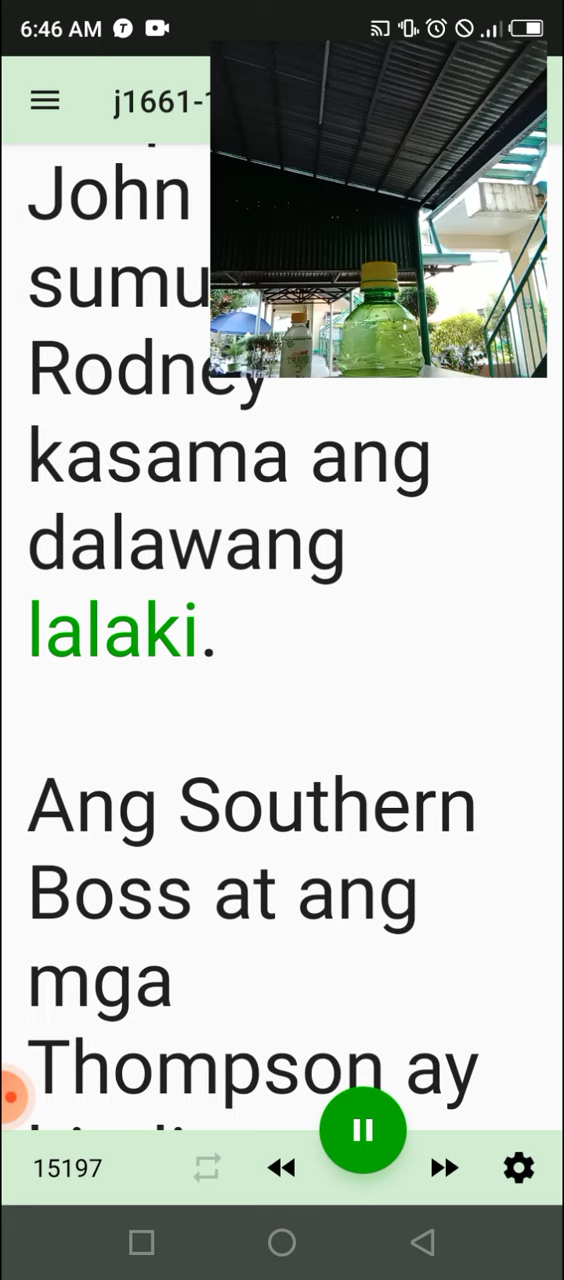 6:46 AM
j1661-
John
sumu
Rodney
kasama ang
dalawang
lalaki.
Ang Southern
Boss at ang
mga
Thompson ay
15197